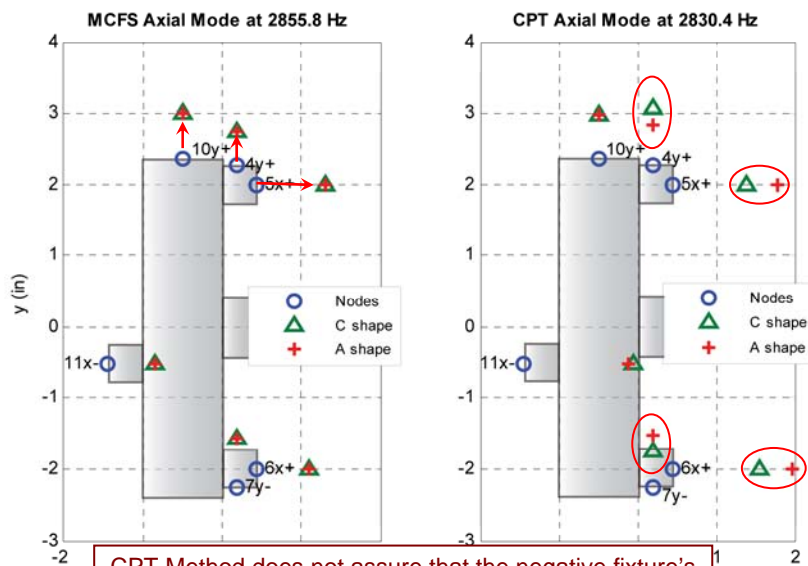 MCFS Axial Mode at 2855.8 Hz
CPT Axial Mode at 2830.4 Hz
y (in)
4
3
2
1
0
-1
-2
-3
-2
10y+
4y+
5x+
11x-
6x+
7y-
Nodes
C shape
A shape
4
3
2
1
0
-1
-2
-3
1
2
10y+
4y+
5x+
11x-
6x+
7y-
Nodes
C shape
A shape
CPT Method does not assure that the negative fixture's